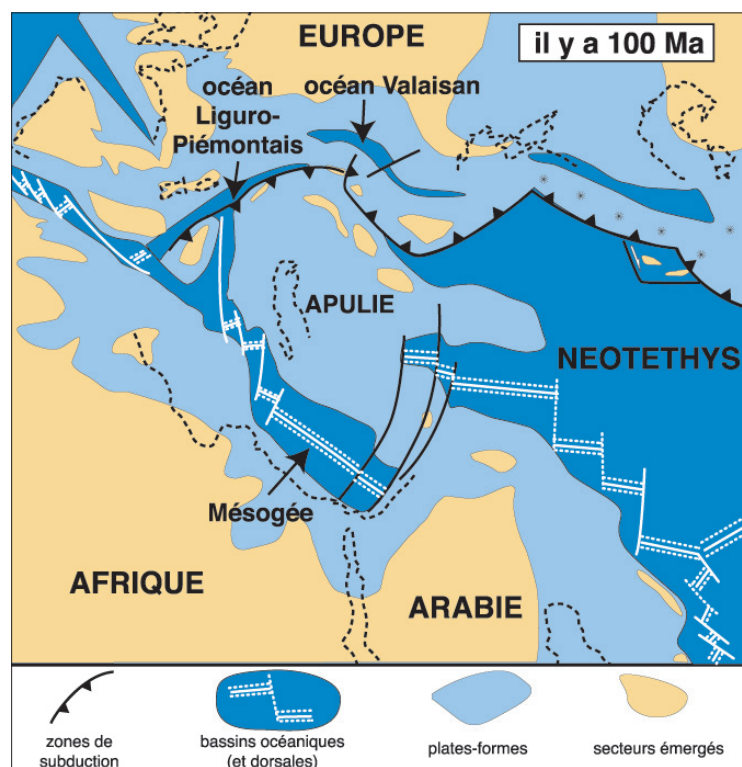 EUROPE
il y a 100 Ma
océan
Liguro-
Piémontais
océan Valaisan
APULIE
NEOTETHYS
Mésogée
AFRIQUE
ARABIE
zones de
subduction
bassins océaniques
(et dorsales)
plates-formes
secteurs émergés